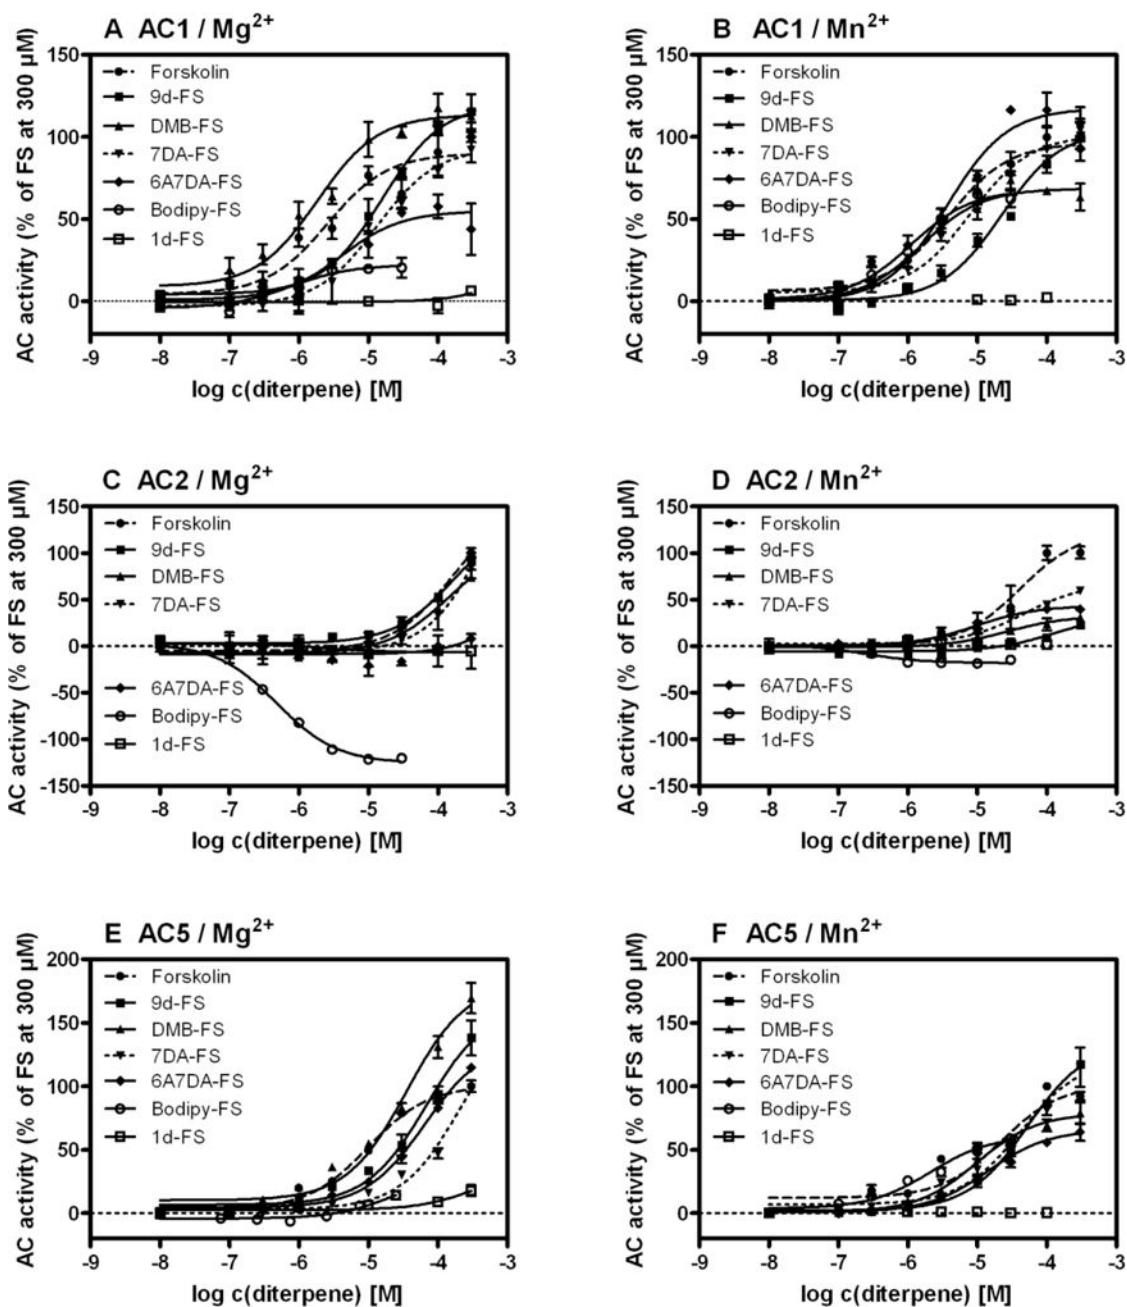 A AC1 / Mg²⁺
AC activity (% of FS at 300 µM)
150
100
50
0
Forskolin
9d-FS
DMB-FS
7DA-FS
6A7DA-FS
Bodipy-FS
1d-FS
-9 -8 -7 -6 -5 -4 -3
log c(diterpene) [M]
B AC1 / Mn²⁺
AC activity (% of FS at 300 µM)
150
100
50
0
Forskolin
9d-FS
DMB-FS
7DA-FS
6A7DA-FS
Bodipy-FS
1d-FS
-9 -8 -7 -6 -5 -4 -3
log c(diterpene) [M]
C AC2 / Mg²⁺
AC activity (% of FS at 300 µM)
150
100
50
0
-50
-100
-150
Forskolin
9d-FS
DMB-FS
7DA-FS
6A7DA-FS
Bodipy-FS
1d-FS
-9 -8 -7 -6 -5 -4 -3
log c(diterpene) [M]
D AC2 / Mn²⁺
AC activity (% of FS at 300 µM)
150
100
50
0
-50
-100
-150
Forskolin
9d-FS
DMB-FS
7DA-FS
6A7DA-FS
Bodipy-FS
1d-FS
-9 -8 -7 -6 -5 -4 -3
log c(diterpene) [M]
E AC5 / Mg²⁺
AC activity (% of FS at 300 µM)
200
150
100
50
0
Forskolin
9d-FS
DMB-FS
7DA-FS
6A7DA-FS
Bodipy-FS
1d-FS
-9 -8 -7 -6 -5 -4 -3
log c(diterpene) [M]
F AC5 / Mn²⁺
AC activity (% of FS at 300 µM)
200
150
100
50
0
Forskolin
9d-FS
DMB-FS
7DA-FS
6A7DA-FS
Bodipy-FS
1d-FS
-9 -8 -7 -6 -5 -4 -3
log c(diterpene) [M]